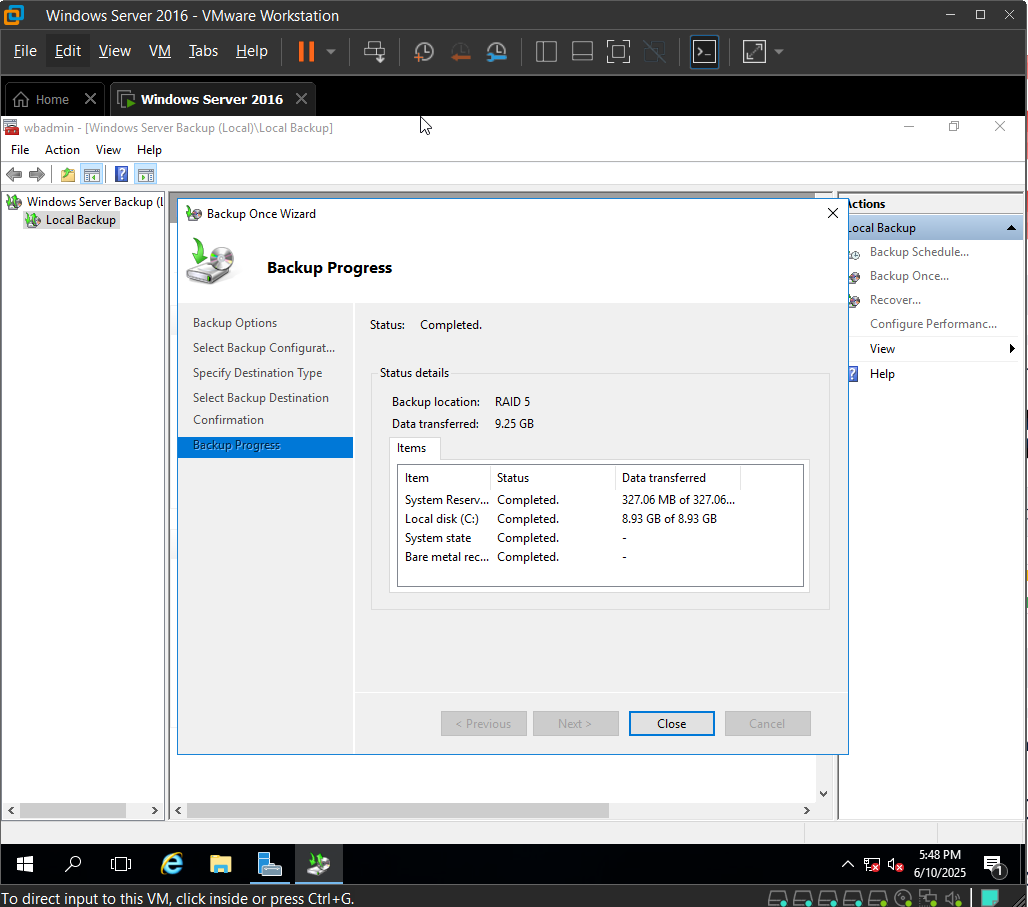 Windows Server 2016 - VMware Workstation
File Edit View VM Tabs Help
Home Windows Server 2016
wbadmin - [Windows Server Backup (Local)\Local Backup]
File Action View Help
Windows Server Backup (L
Local Backup
Backup Once Wizard
Backup Progress
Backup Options
Select Backup Configurat...
Specify Destination Type
Select Backup Destination
Confirmation
Backup Progress
Status: Completed.
Status details
Backup location: RAID 5
Data transferred: 9.25 GB
Items
Item Status Data transferred
System Reserv... Completed. 327.06 MB of 327.06...
Local disk (C:) Completed. 8.93 GB of 8.93 GB
System state Completed. -
Bare metal rec... Completed. -
< Previous Next > Close Cancel
Actions
Local Backup
Backup Schedule...
Backup Once...
Recover...
Configure Performanc...
View
Help
5:48 PM
6/10/2025
1
To direct input to this VM, click inside or press Ctrl+G.